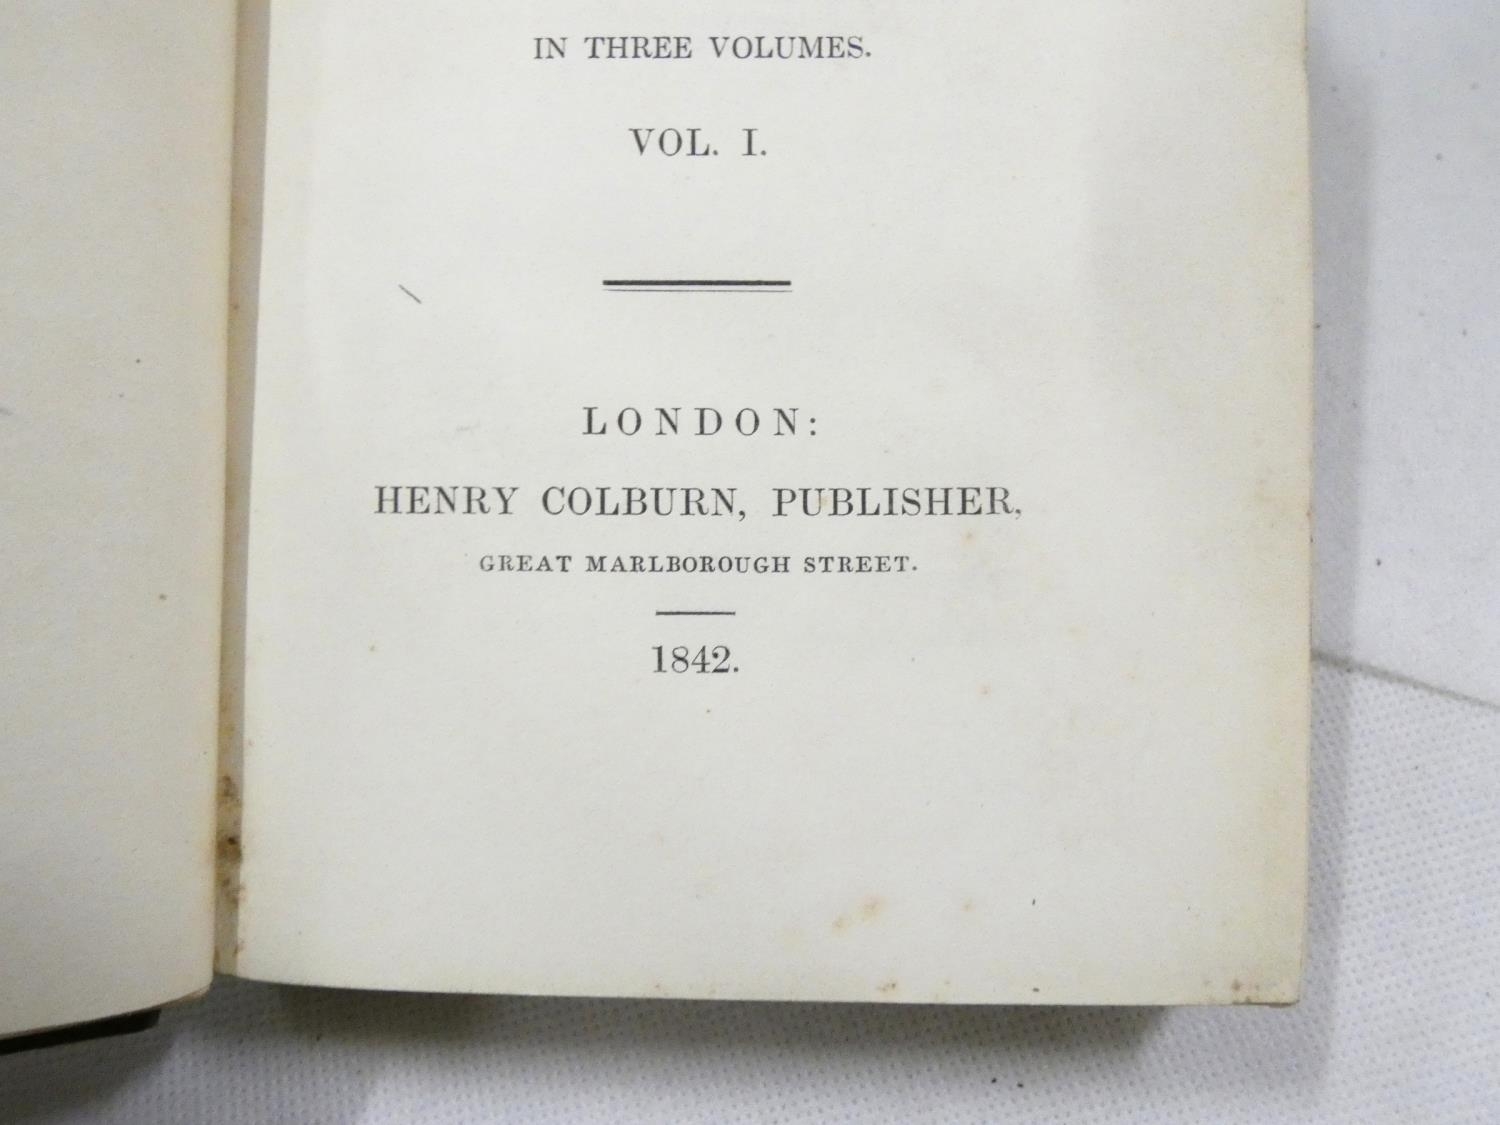 IN THREE VOLUMES.
VOL. I.
LONDON:
HENRY COLBURN, PUBLISHER,
GREAT MARLBOROUGH STREET.
1842.